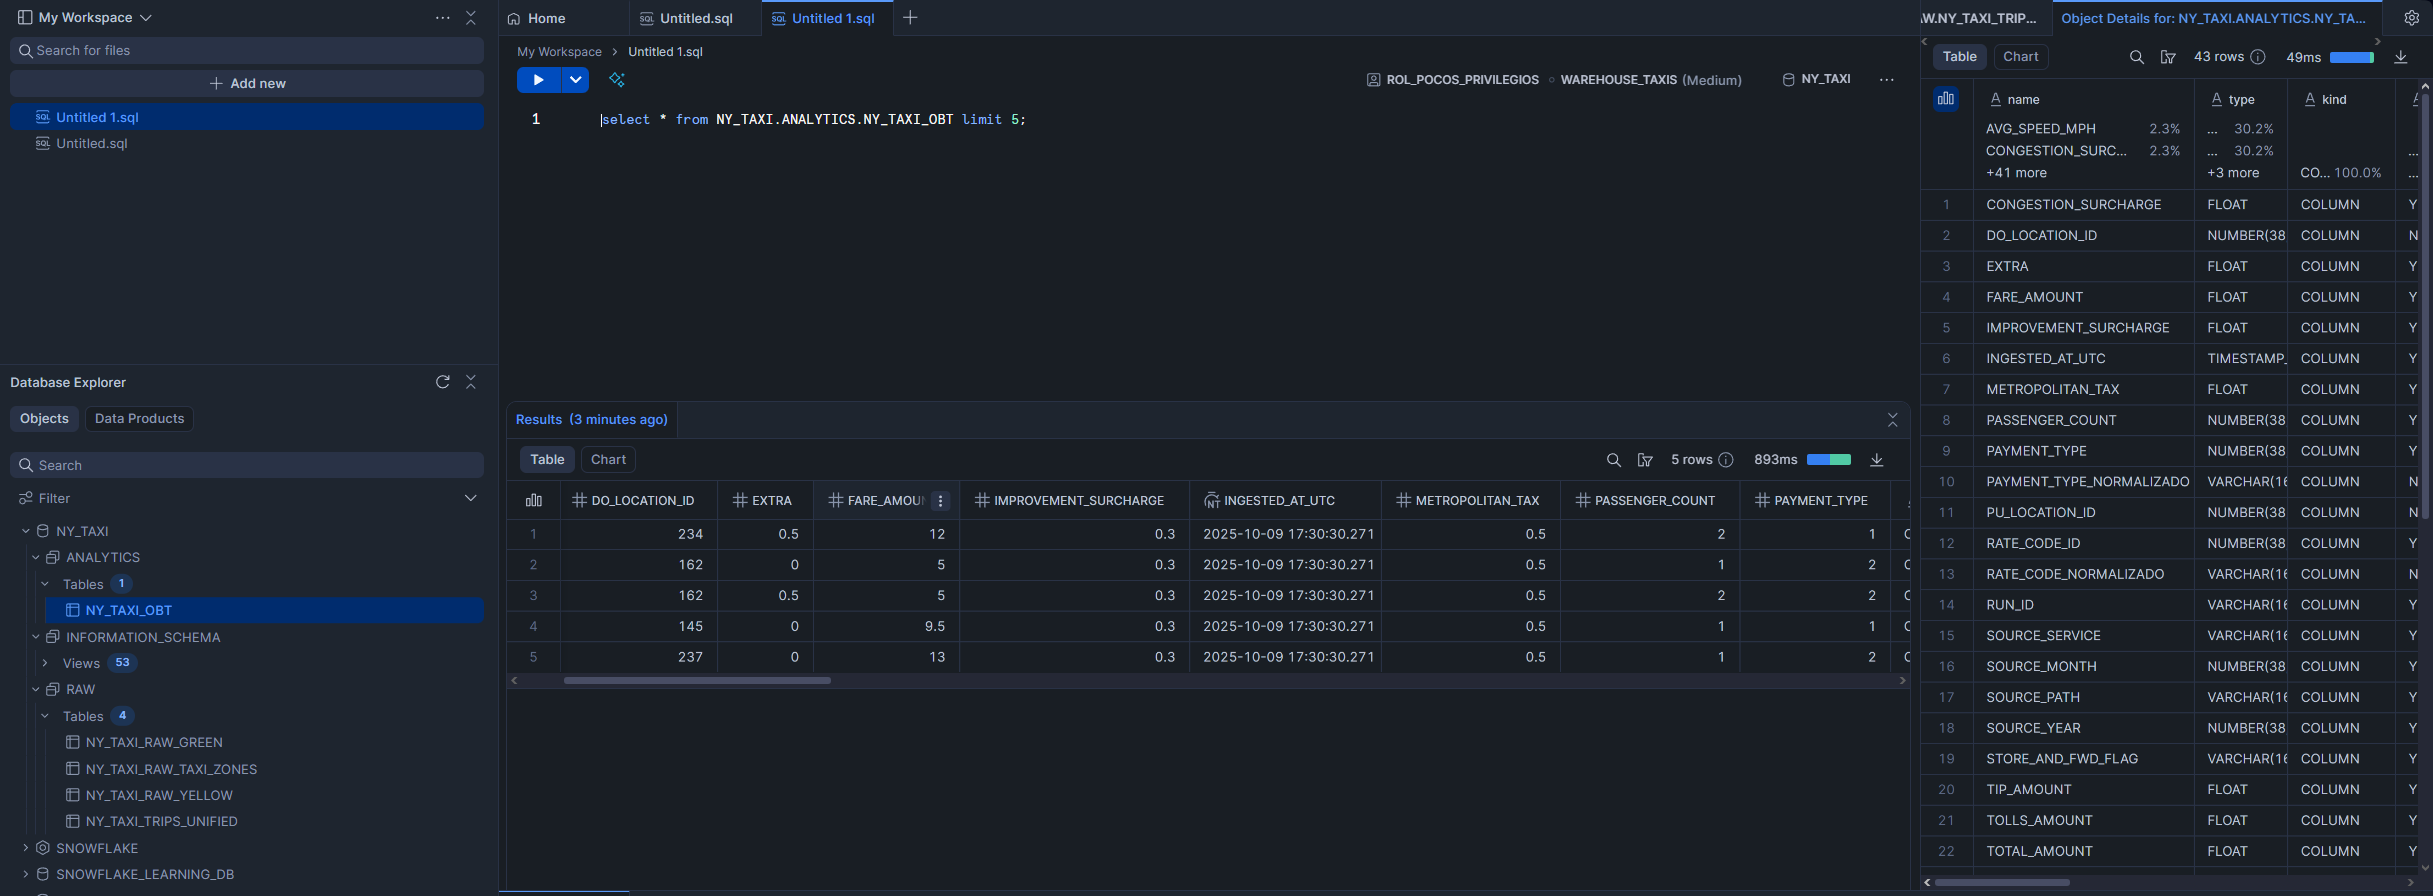 My Workspace
Search for files
Add new
Untitled 1.sql
Untitled.sql
Database Explorer
Objects
Data Products
Search
Filter
NY_TAXI
ANALYTICS
Tables 1
NY_TAXI_OBT
INFORMATION_SCHEMA
Views 53
RAW
Tables 4
NY_TAXI_RAW_GREEN
NY_TAXI_RAW_TAXI_ZONES
NY_TAXI_RAW_YELLOW
NY_TAXI_TRIPS_UNIFIED
SNOWFLAKE
SNOWFLAKE_LEARNING_DB
Home
Untitled.sql
Untitled 1.sql
My Workspace > Untitled 1.sql
ROL_POCOS_PRIVILEGIOS WAREHOUSE_TAXIS (Medium) NY_TAXI ...
1 select * from NY_TAXI.ANALYTICS.NY_TAXI_OBT limit 5;
Results (3 minutes ago)
Table Chart 5 rows 893ms
DO_LOCATION_ID EXTRA FARE_AMOUN IMPROVEMENT_SURCHARGE INGESTED_AT_UTC METROPOLITAN_TAX PASSENGER_COUNT PAYMENT_TYPE
1 234 0.5 12 0.3 2025-10-09 17:30:30.271 0.5 2 1
2 162 0 5 0.3 2025-10-09 17:30:30.271 0.5 1 2
3 162 0.5 5 0.3 2025-10-09 17:30:30.271 0.5 2 2
4 145 0 9.5 0.3 2025-10-09 17:30:30.271 0.5 1 1
5 237 0 13 0.3 2025-10-09 17:30:30.271 0.5 1 2
W.NY_TAXI_TRIP... Object Details for: NY_TAXI.ANALYTICS.NY_TA...
Table Chart 43 rows 49ms
name type kind
AVG_SPEED_MPH 2.3% ... 30.2%
CONGESTION_SURC... 2.3% ... 30.2%
+41 more +3 more CO... 100.0%
1 CONGESTION_SURCHARGE FLOAT COLUMN Y
2 DO_LOCATION_ID NUMBER(38 COLUMN N
3 EXTRA FLOAT COLUMN Y
4 FARE_AMOUNT FLOAT COLUMN Y
5 IMPROVEMENT_SURCHARGE FLOAT COLUMN Y
6 INGESTED_AT_UTC TIMESTAMP_ COLUMN Y
7 METROPOLITAN_TAX FLOAT COLUMN Y
8 PASSENGER_COUNT NUMBER(38 COLUMN Y
9 PAYMENT_TYPE NUMBER(38 COLUMN Y
10 PAYMENT_TYPE_NORMALIZADO VARCHAR(16 COLUMN N
11 PU_LOCATION_ID NUMBER(38 COLUMN N
12 RATE_CODE_ID NUMBER(38 COLUMN Y
13 RATE_CODE_NORMALIZADO VARCHAR(16 COLUMN N
14 RUN_ID VARCHAR(16 COLUMN Y
15 SOURCE_SERVICE VARCHAR(16 COLUMN Y
16 SOURCE_MONTH NUMBER(38 COLUMN Y
17 SOURCE_PATH VARCHAR(16 COLUMN Y
18 SOURCE_YEAR NUMBER(38 COLUMN Y
19 STORE_AND_FWD_FLAG VARCHAR(16 COLUMN Y
20 TIP_AMOUNT FLOAT COLUMN Y
21 TOLLS_AMOUNT FLOAT COLUMN Y
22 TOTAL_AMOUNT FLOAT COLUMN Y